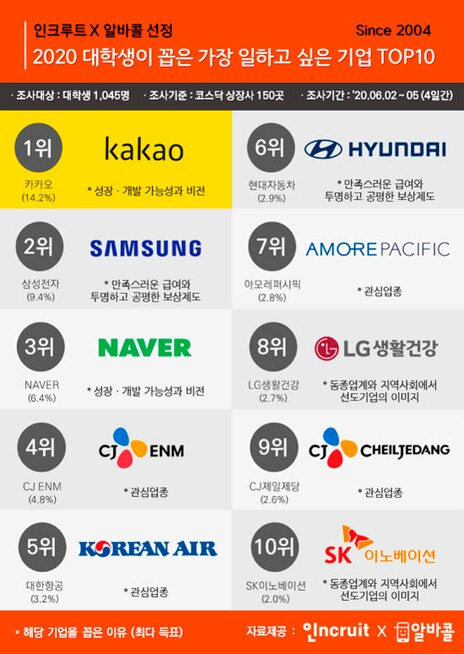 인크루트 X 알바콜 선정
Since 2004
2020 대학생이 꼽은 가장 일하고 싶은 기업 TOP10
· 조사대상 : 대학생 1,045명 · 조사기준 : 코스닥 상장사 150곳 · 조사기간 : '20.06.02 ~ 05 (4일간)
1위
kakao
카카오
(14.2%)
* 성장 · 개발 가능성과 비전
2위
SAMSUNG
삼성전자
(9.4%)
* 만족스러운 급여와
투명하고 공평한 보상제도
3위
NAVER
NAVER
(6.4%)
* 성장 · 개발 가능성과 비전
4위
CJ ENM
CJ ENM
(4.8%)
* 관심업종
5위
KOREAN AIR
대한항공
(3.2%)
* 관심업종
6위
HYUNDAI
현대자동차
(2.9%)
* 만족스러운 급여와
투명하고 공평한 보상제도
7위
AMOREPACIFIC
아모레퍼시픽
(2.8%)
* 관심업종
8위
LG생활건강
LG생활건강
(2.7%)
* 동종업계와 지역사회에서
선도기업의 이미지
9위
CJ CHEILJEDANG
CJ제일제당
(2.6%)
* 관심업종
10위
SK이노베이션
SK이노베이션
(2.0%)
* 동종업계와 지역사회에서
선도기업의 이미지
* 해당 기업을 꼽은 이유 (최다 득표)
자료제공 : 인cruit X 알바콜